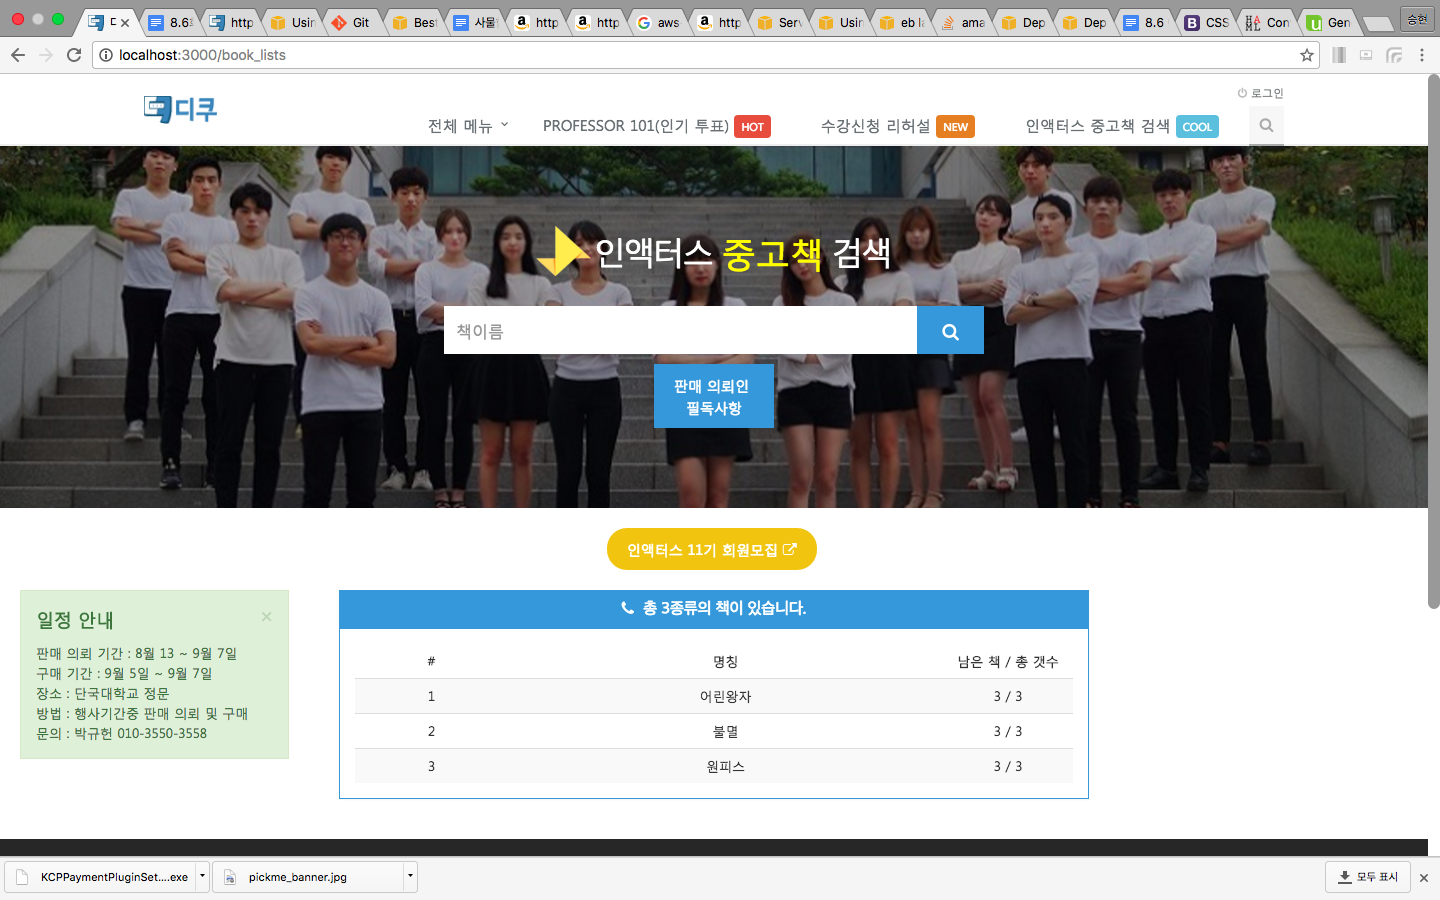 디
8.6
http
Usin
Git
Best
사물
http
http
aws
http
Serv
Usin
eb la
ama
Dep
Dep
8.6
CSS
Con
Gen
승현
localhost:3000/book_lists
로그인
디쿠
전체 메뉴
PROFESSOR 101(인기 투표) HOT
수강신청 리허설 NEW
인액터스 중고책 검색 COOL
인액터스 중고책 검색
책이름
판매 의뢰인
필독사항
인액터스 11기 회원모집
일정 안내 ×
판매 의뢰 기간 : 8월 13 ~ 9월 7일
구매 기간 : 9월 5일 ~ 9월 7일
장소 : 단국대학교 정문
방법 : 행사기간중 판매 의뢰 및 구매
문의 : 박규헌 010-3550-3558
총 3종류의 책이 있습니다.
# 명칭 남은 책 / 총 갯수
1 어린왕자 3 / 3
2 불멸 3 / 3
3 원피스 3 / 3
KCPPaymentPluginSet....exe
pickme_banner.jpg
모두 표시